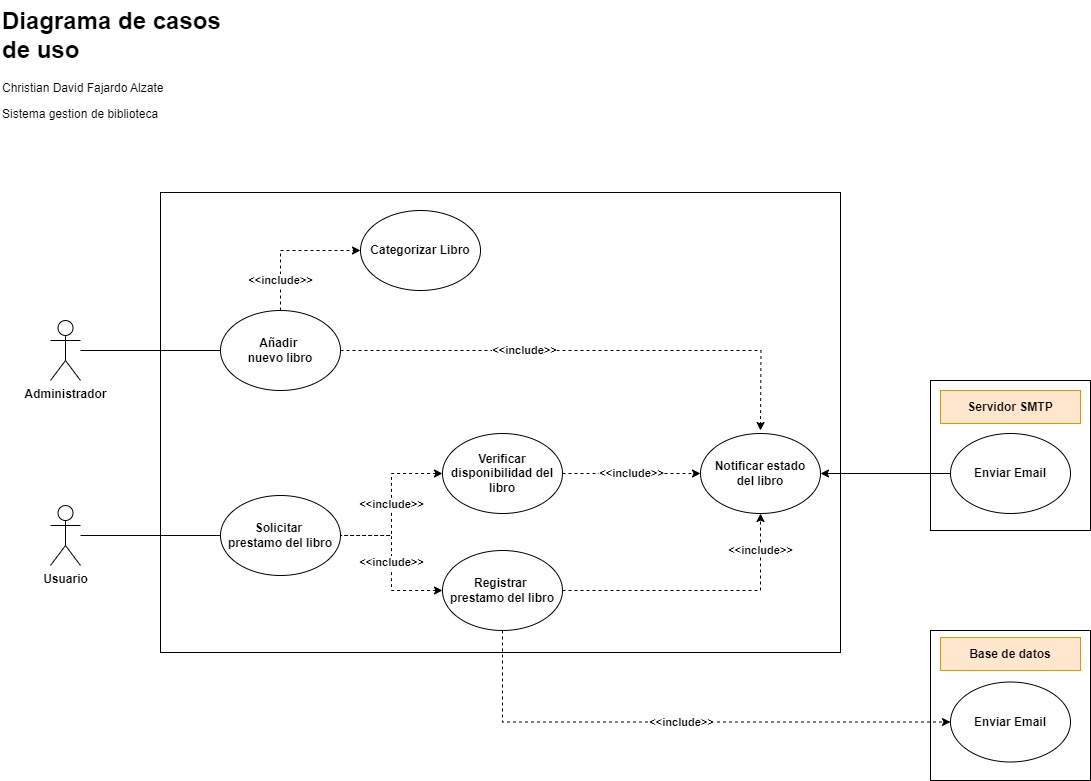 Diagrama de casos
de uso
Christian David Fajardo Alzate
Sistema gestion de biblioteca
Categorizar Libro
<<include>>
Añadir
nuevo libro
<<include>>
Administrador
Servidor SMTP
Verificar
disponibilidad del
libro
<<include>>
Notificar estado
del libro
Enviar Email
<<include>>
Solicitar
prestamo del libro
<<include>>
<<include>>
Usuario
Registrar
prestamo del libro
Base de datos
<<include>>
Enviar Email